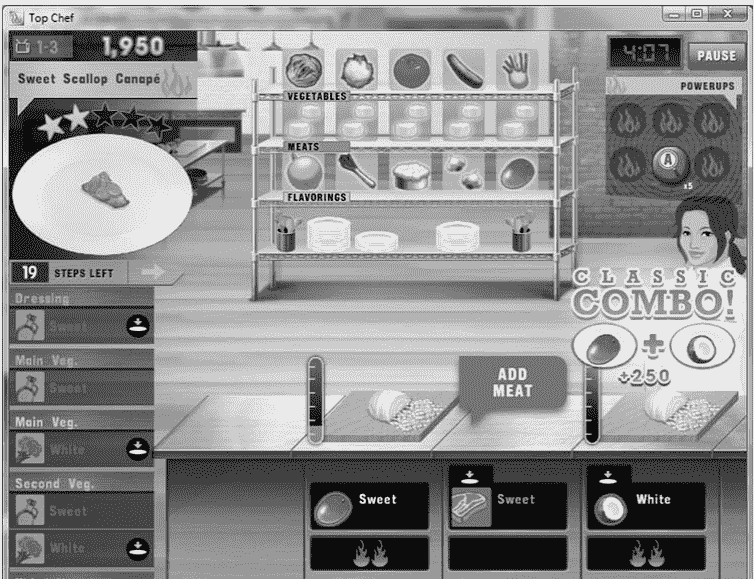 Top Chef
1-3
1,950
4:07
PAUSE
Sweet Scallop Canapé
POWERUPS
VEGETABLES
MEATS
A
x5
FLAVORINGS
19 STEPS LEFT
CLASSIC
COMBO!
+
+250
Dressing
Sweet
Main Veg.
Sweet
ADD
MEAT
Main Veg.
White
Second Veg.
Sweet
White
Sweet
Sweet
White